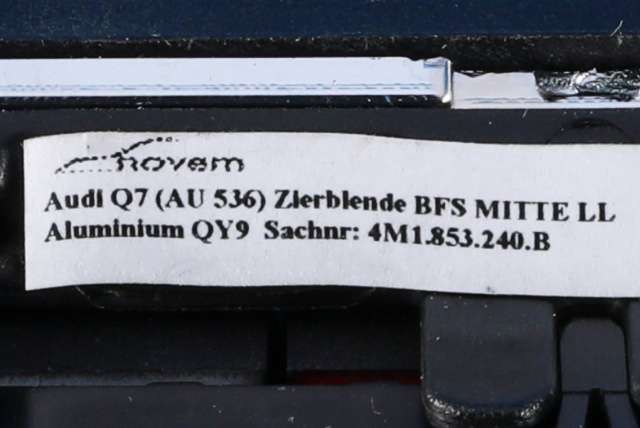 novem
Audi Q7 (AU 536) Zierblende BFS MITTE LL
Aluminium QY9 Sachnr: 4M1.853.240.B